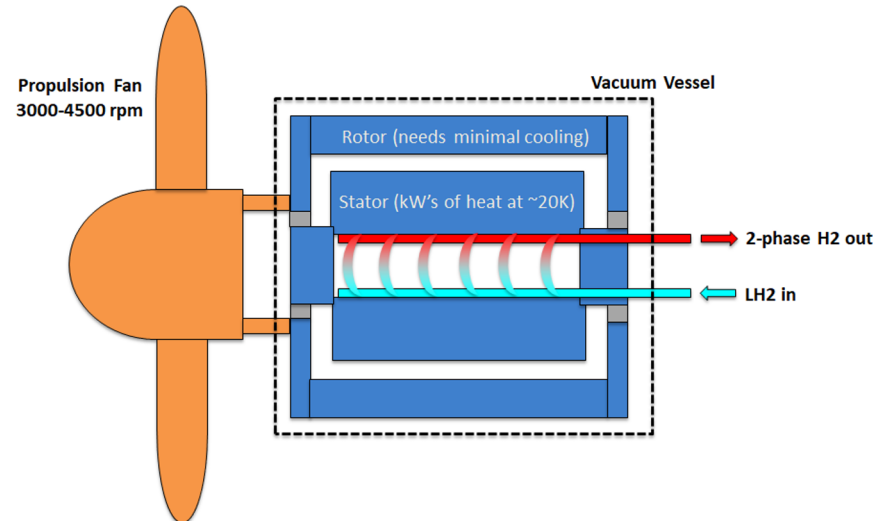 Propulsion Fan
3000-4500 rpm
Vacuum Vessel
Rotor (needs minimal cooling)
Stator (kW's of heat at ~20K)
2-phase H2 out
LH2 in